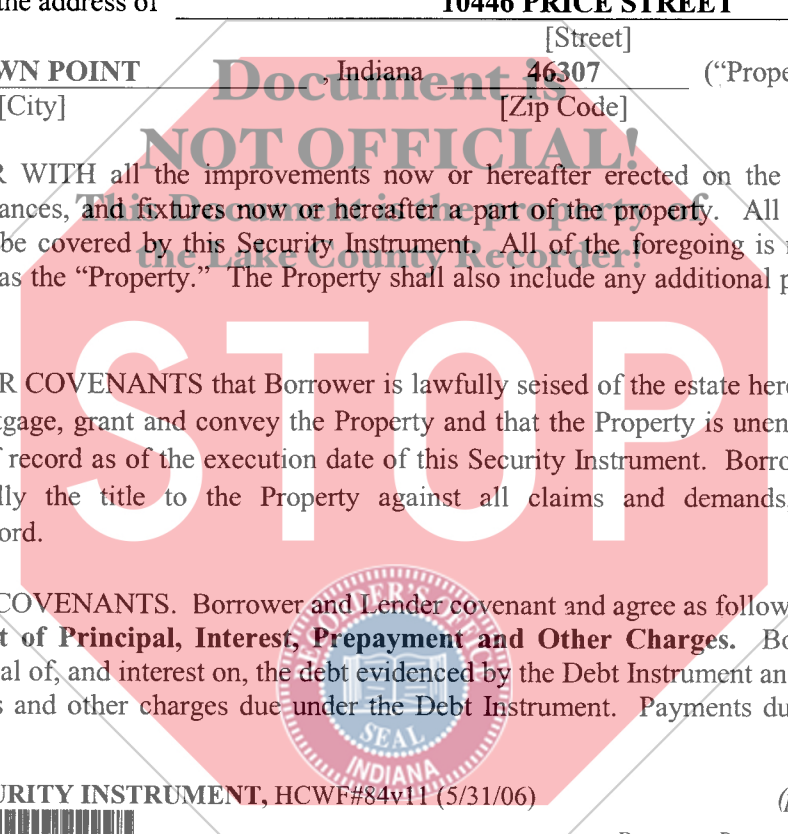 the address of 10446 PRICE STREET
[Street]
WN POINT , Indiana 46307 ("Prope
[City] [Zip Code]
Document is
NOT OFFICIAL!
R WITH all the improvements now or hereafter erected on the
ances, and fixtures now or hereafter a part of the property. All
This Document is the property of
be covered by this Security Instrument. All of the foregoing is
the Lake County Recorder!
as the "Property." The Property shall also include any additional p
STOP
R COVENANTS that Borrower is lawfully seised of the estate here
tgage, grant and convey the Property and that the Property is unen
f record as of the execution date of this Security Instrument. Borro
lly the title to the Property against all claims and demands,
ord.
COVENANTS. Borrower and Lender covenant and agree as follow
t of Principal, Interest, Prepayment and Other Charges. Bo
al of, and interest on, the debt evidenced by the Debt Instrument an
s and other charges due under the Debt Instrument. Payments du
RECORDER'S OFFICE
SEAL
INDIANA
URITY INSTRUMENT, HCWF#84v11 (5/31/06)